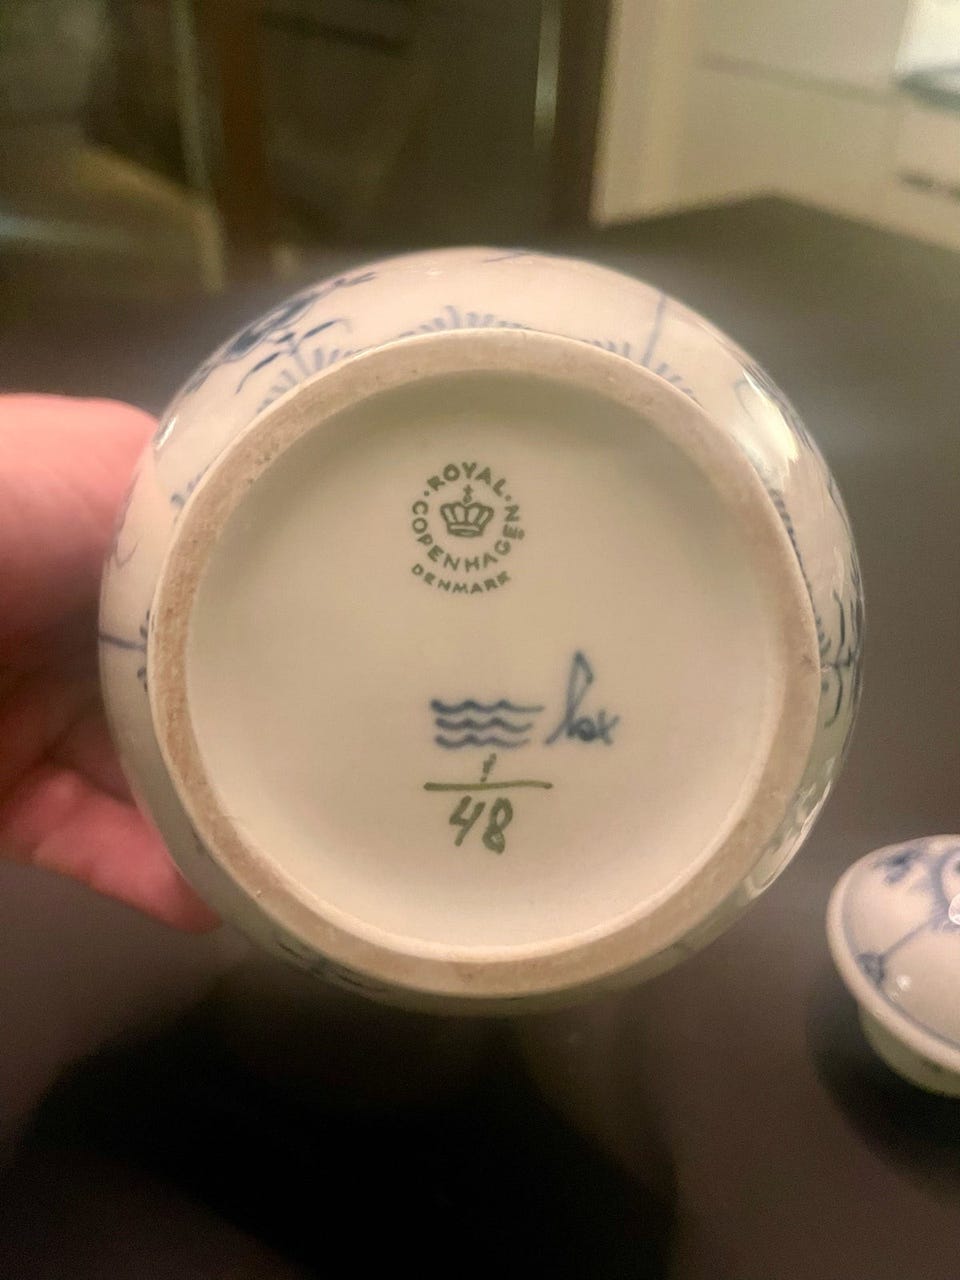 ROYAL
COPENHAGEN
DENMARK
1
48